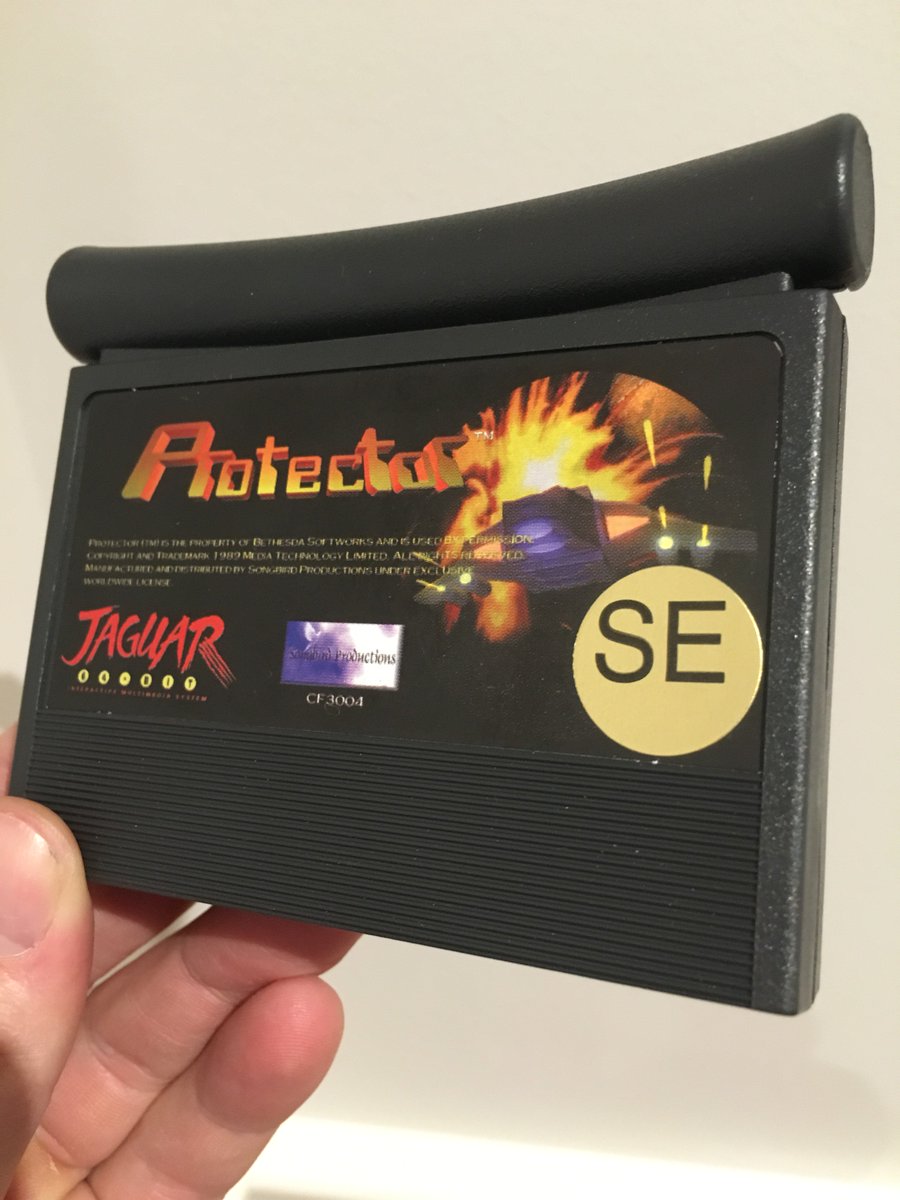 Protector™
PROTECTOR (TM) IS THE PROPERTY OF BETHESDA SOFTWORKS AND IS USED BY PERMISSION.
COPYRIGHT AND TRADEMARK 1989 MEDIA TECHNOLOGY LIMITED. ALL RIGHTS RESERVED.
MANUFACTURED AND DISTRIBUTED BY SONGBIRD PRODUCTIONS UNDER EXCLUSIVE
WORLDWIDE LICENSE.
JAGUAR
64-BIT
INTERACTIVE MULTIMEDIA SYSTEM
Songbird Productions
CF3004
SE